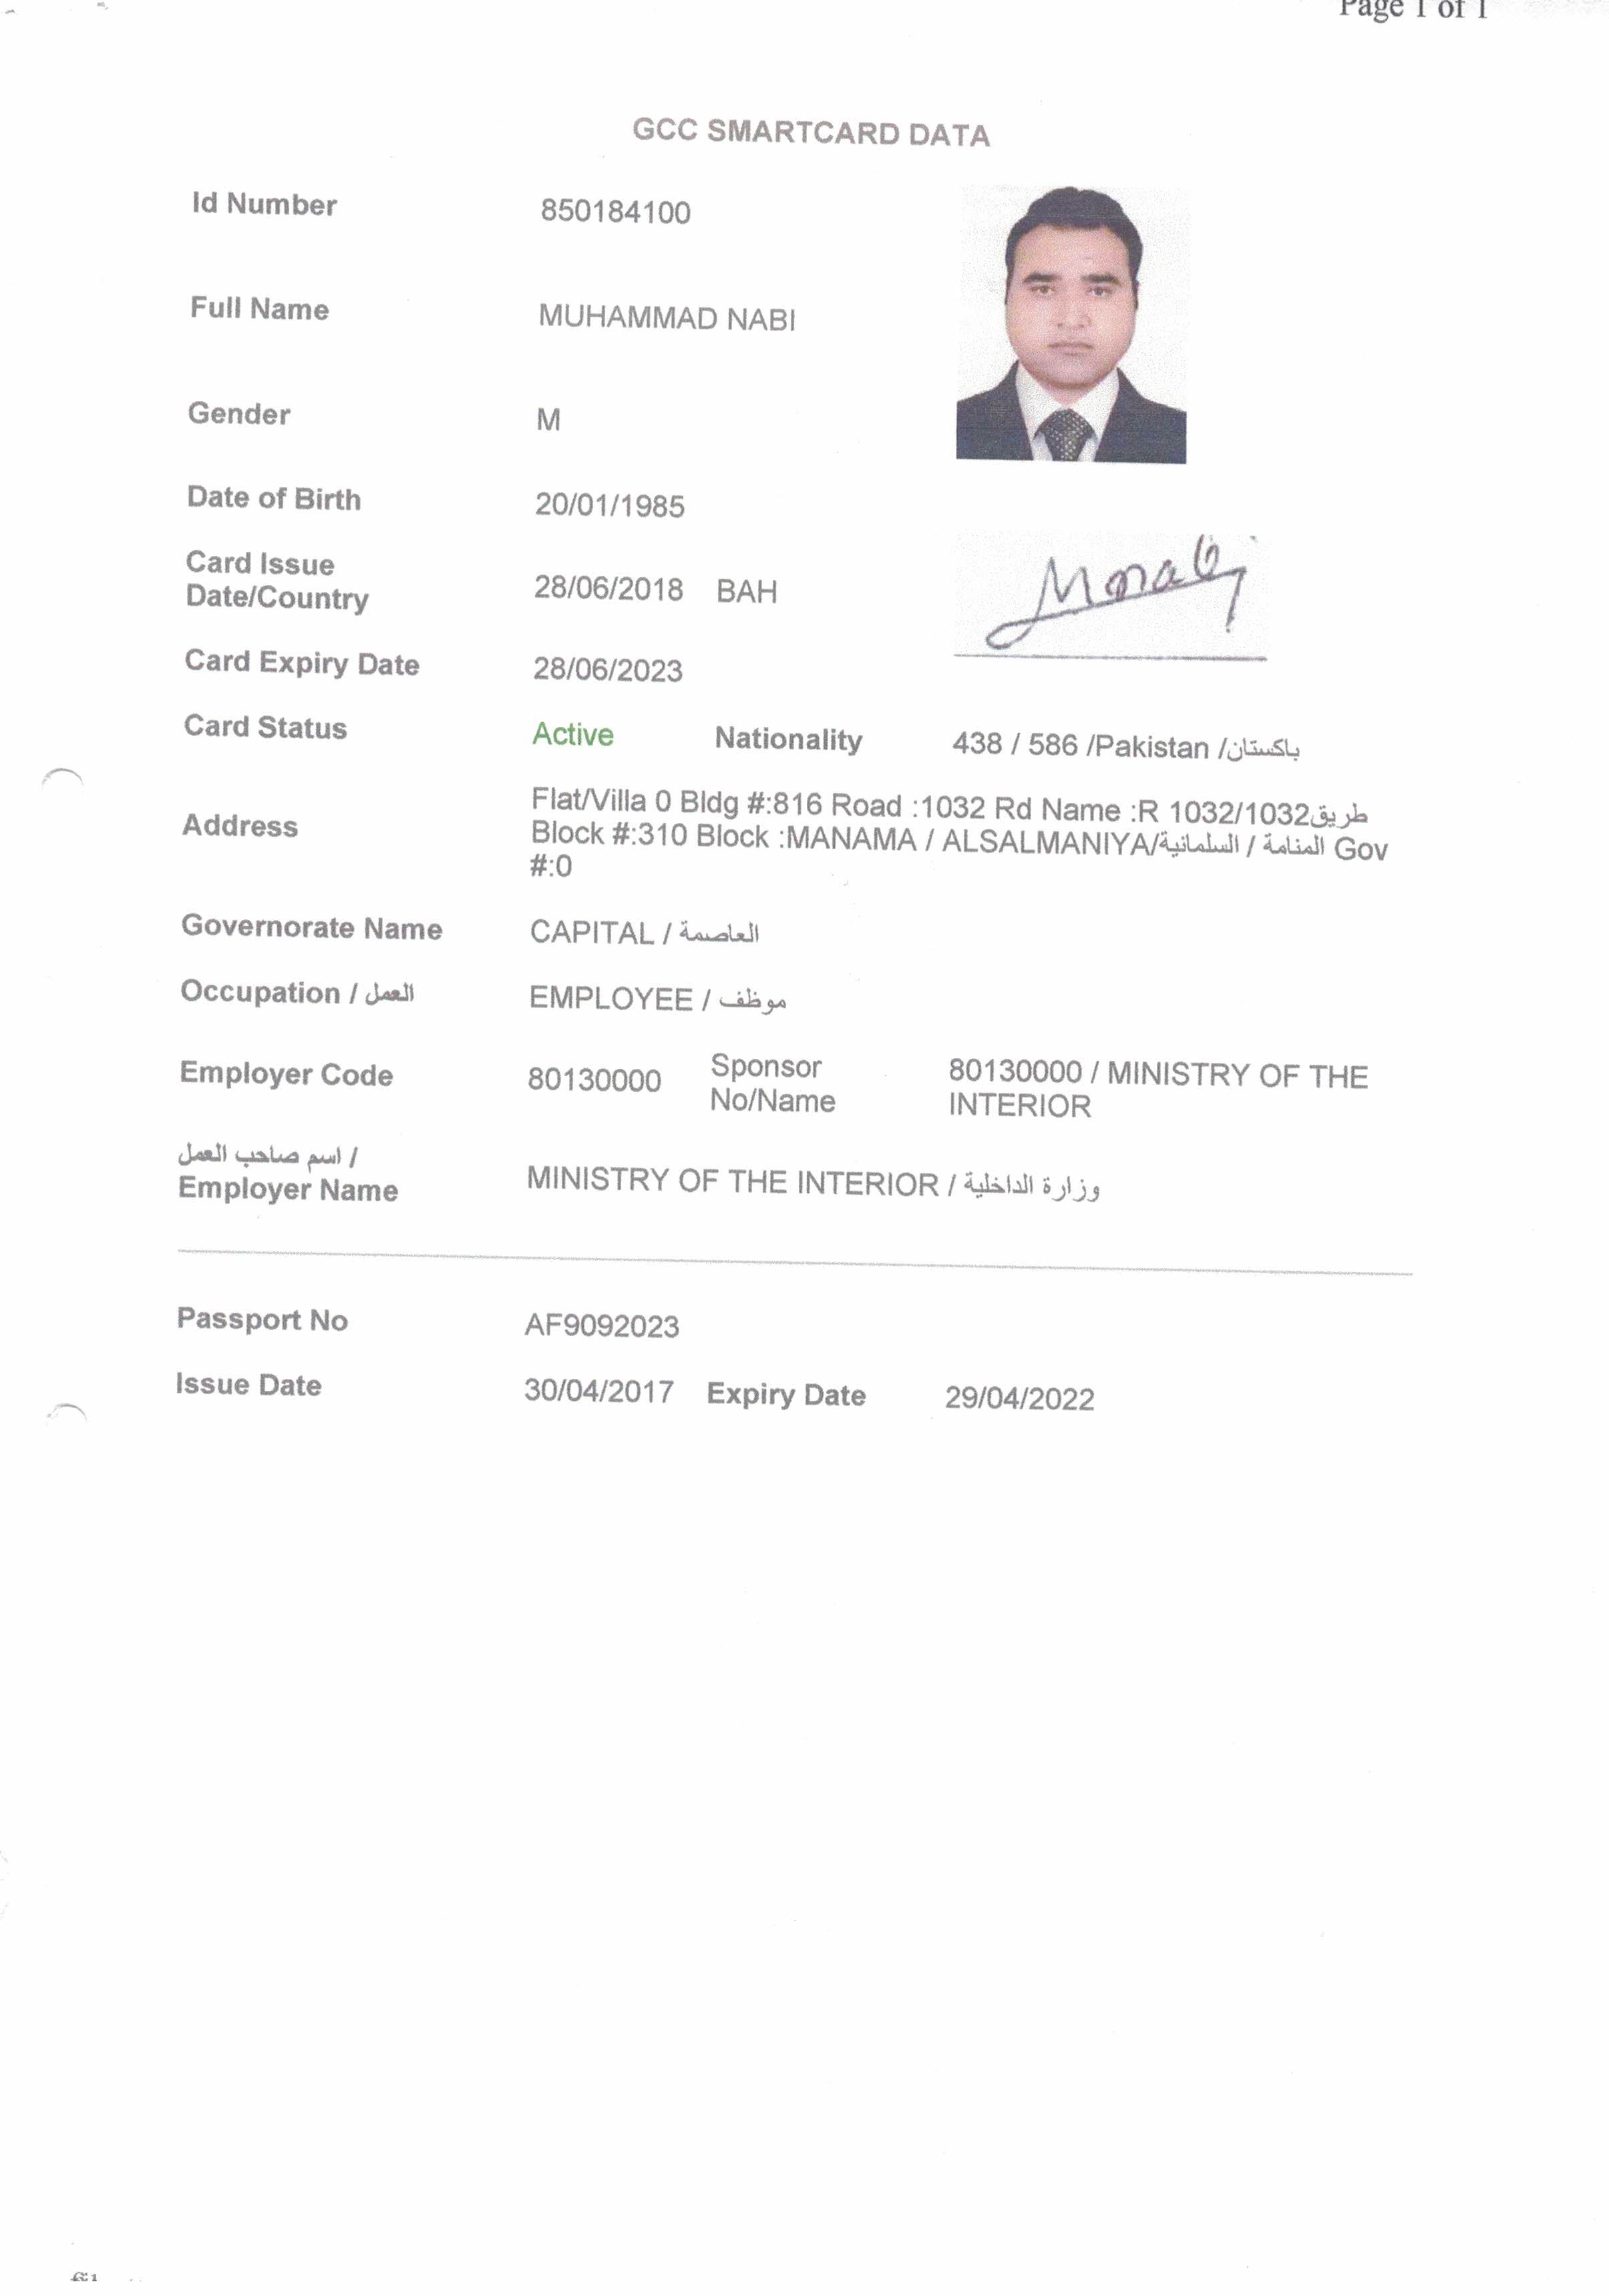 Page 1 of 1
GCC SMARTCARD DATA
Id Number 850184100
Full Name MUHAMMAD NABI
Gender M
Date of Birth 20/01/1985
Card Issue
Date/Country 28/06/2018 BAH
Card Expiry Date 28/06/2023
Card Status Active Nationality 438 / 586 /Pakistan /باكستان
Address Flat/Villa 0 Bldg #:816 Road :1032 Rd Name :R 1032/1032طريق
Block #:310 Block :MANAMA / ALSALMANIYA/المنامة / السلمانية Gov
#:0
Governorate Name CAPITAL / العاصمة
Occupation / العمل EMPLOYEE / موظف
Employer Code 80130000 Sponsor
No/Name 80130000 / MINISTRY OF THE
INTERIOR
اسم صاحب العمل /
Employer Name MINISTRY OF THE INTERIOR / وزارة الداخلية
Passport No AF9092023
Issue Date 30/04/2017 Expiry Date 29/04/2022